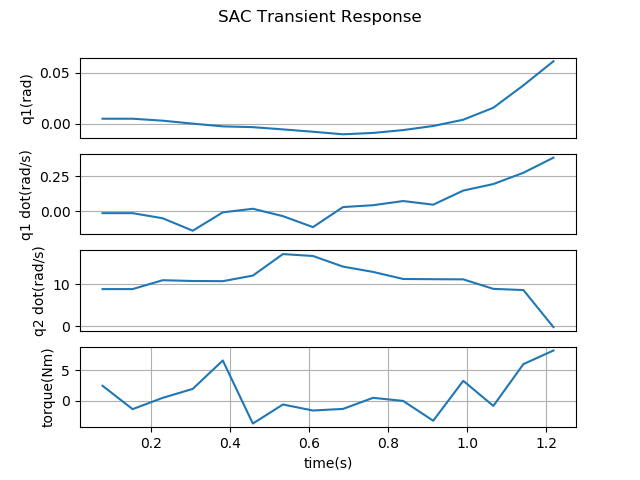 SAC Transient Response
0.05
0.00
q1(rad)
0.25
0.00
q1 dot(rad/s)
10
0
q2 dot(rad/s)
5
0
torque(Nm)
0.2 0.4 0.6 0.8 1.0 1.2
time(s)